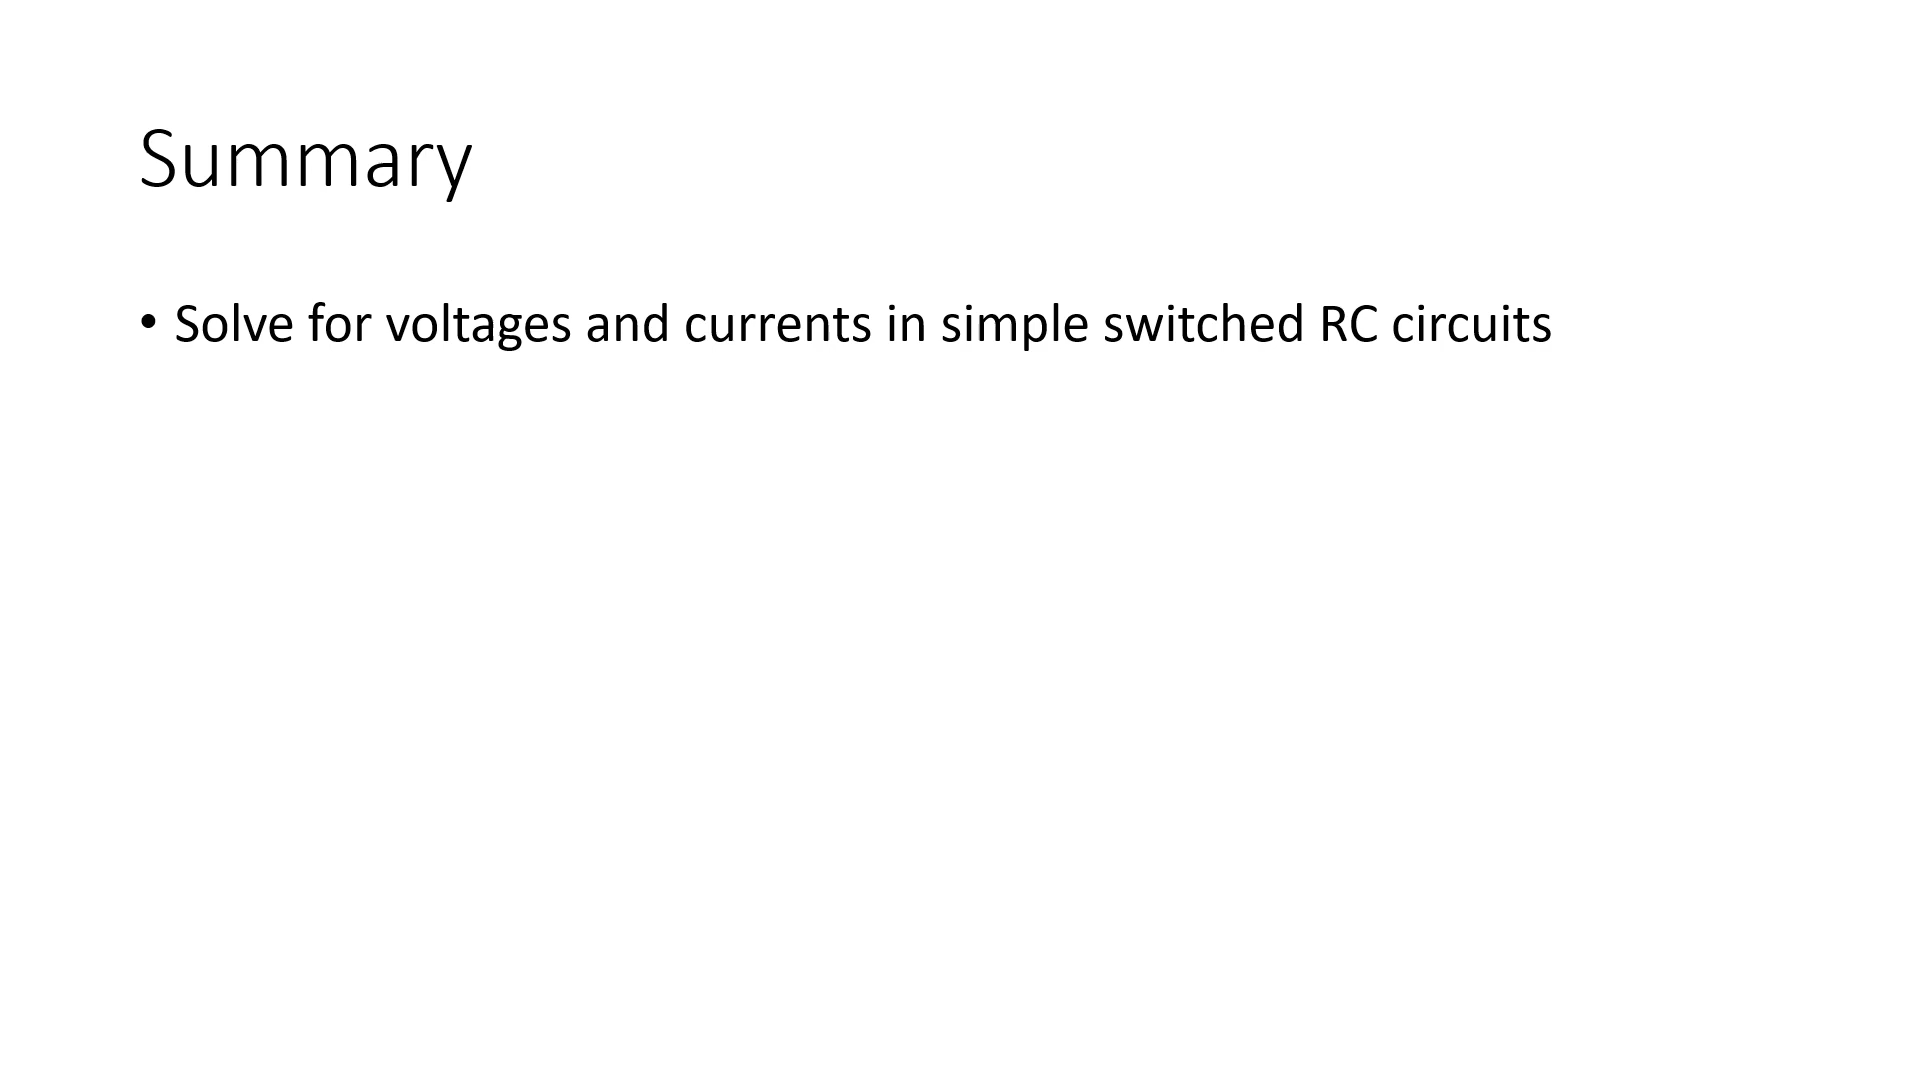 Summary
• Solve for voltages and currents in simple switched RC circuits